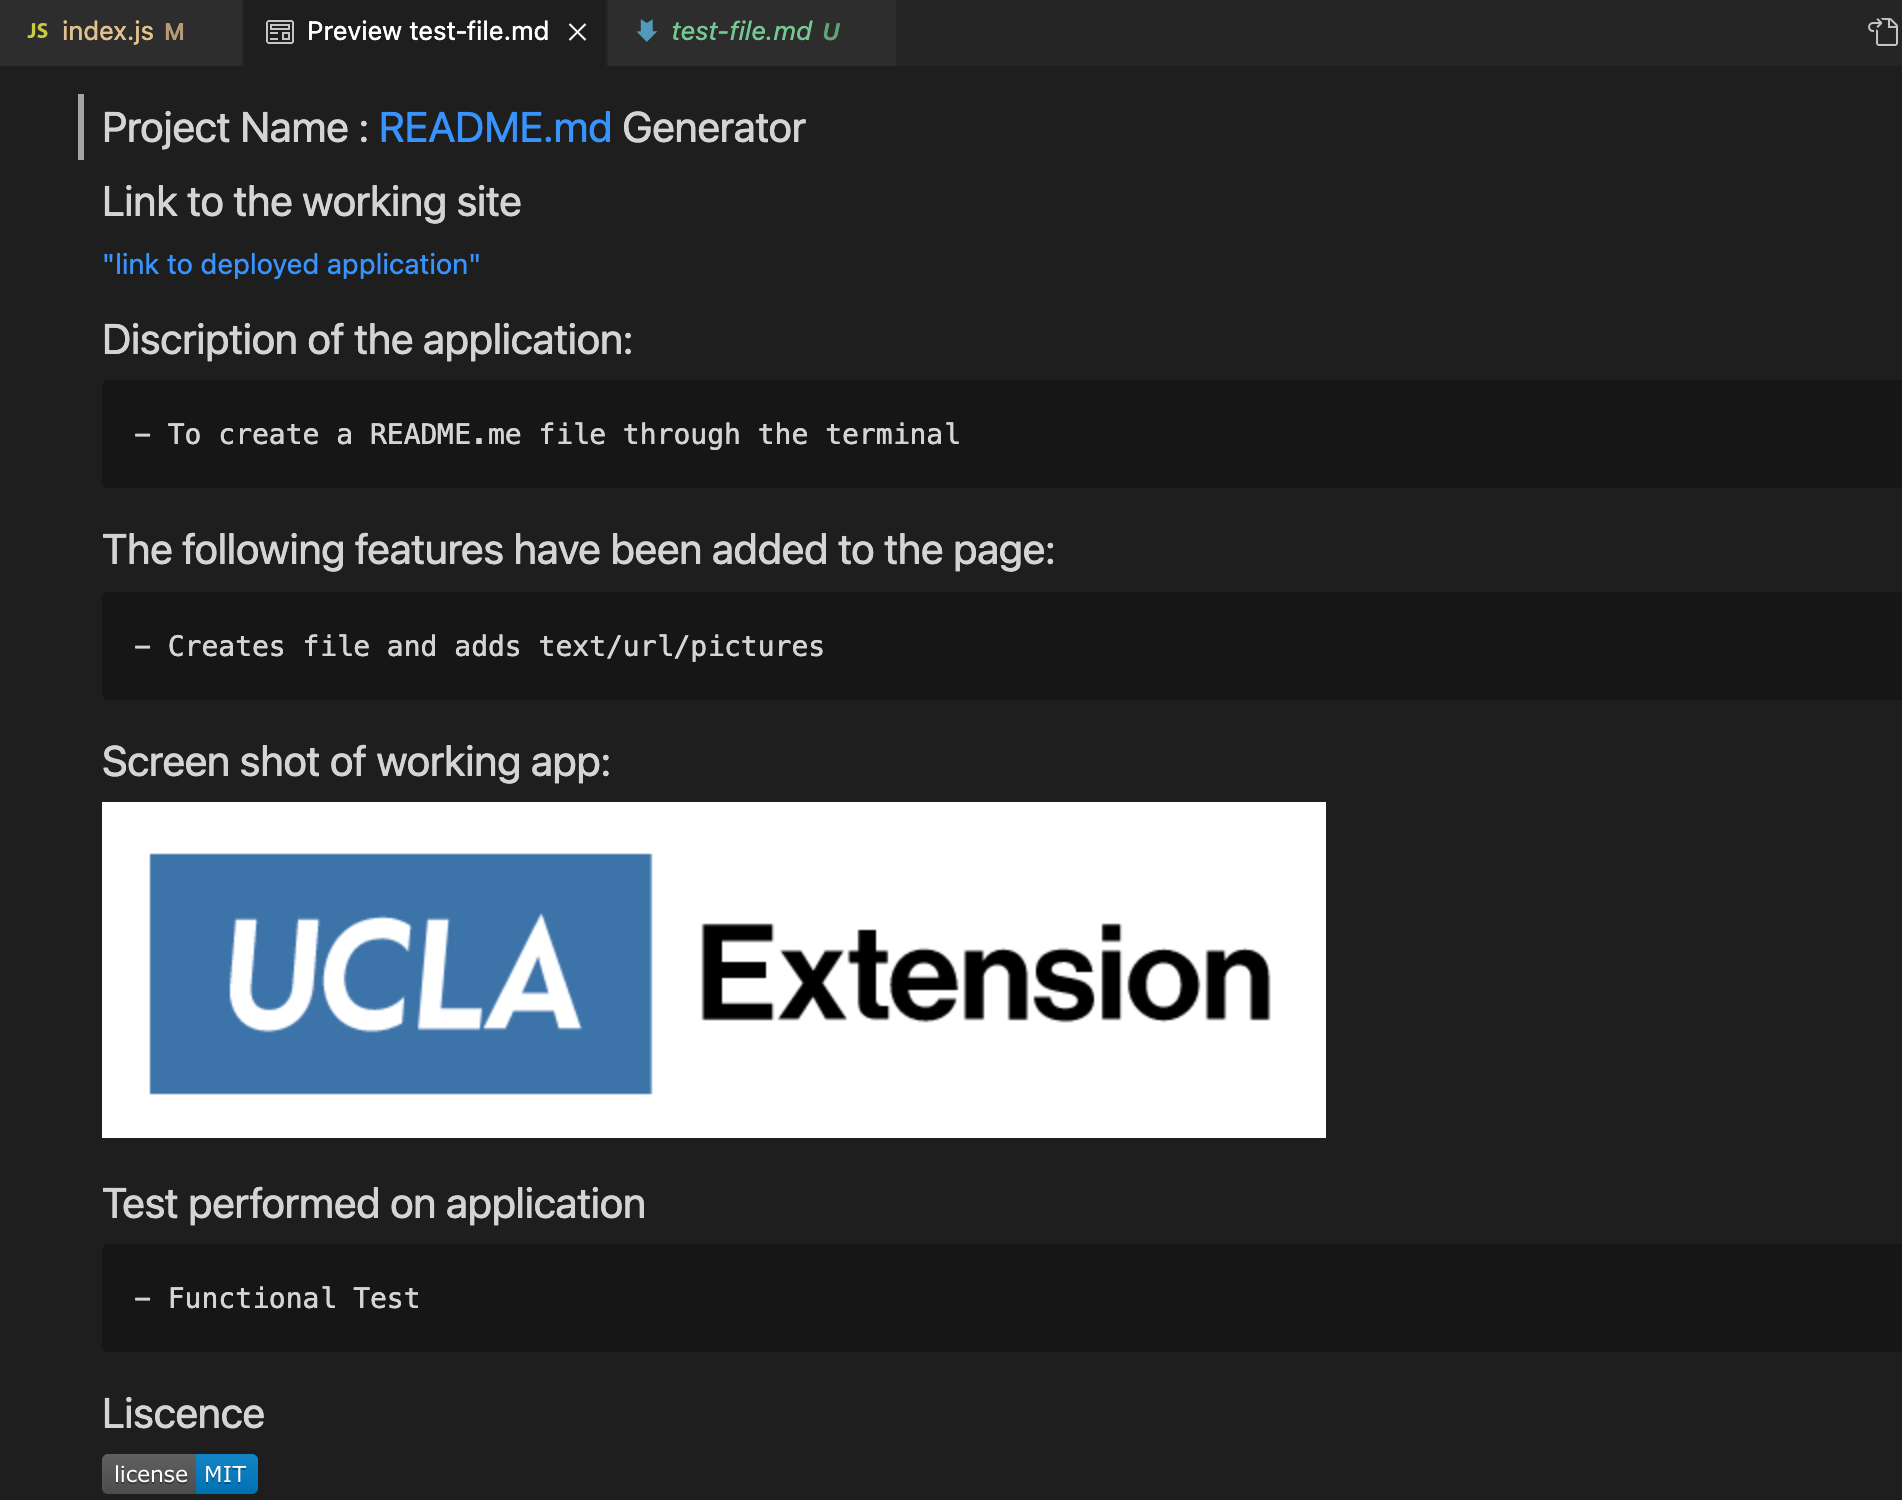 JS index.js M
Preview test-file.md
test-file.md U
Project Name : README.md Generator
Link to the working site
"link to deployed application"
Discription of the application:
– To create a README.me file through the terminal
The following features have been added to the page:
– Creates file and adds text/url/pictures
Screen shot of working app:
UCLA Extension
Test performed on application
– Functional Test
Liscence
license MIT